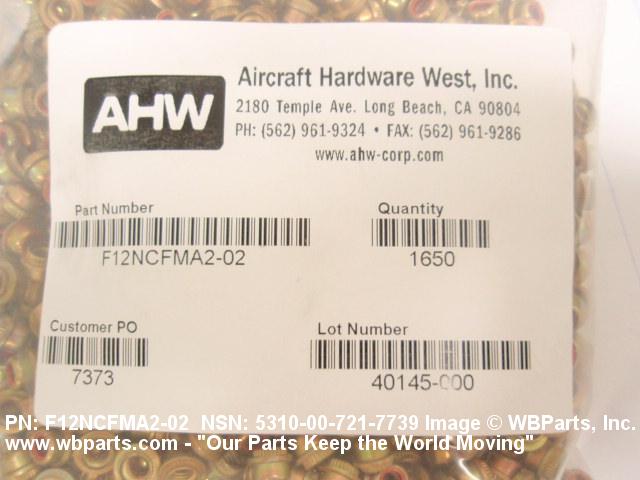 AHW
Aircraft Hardware West, Inc.
2180 Temple Ave. Long Beach, CA 90804
PH: (562) 961-9324 • FAX: (562) 961-9286
www.ahw-corp.com
Part Number
F12NCFMA2-02
Quantity
1650
Customer PO
7373
Lot Number
40145-000
PN: F12NCFMA2-02 NSN: 5310-00-721-7739 Image © WBParts, Inc.
www.wbparts.com - "Our Parts Keep the World Moving"